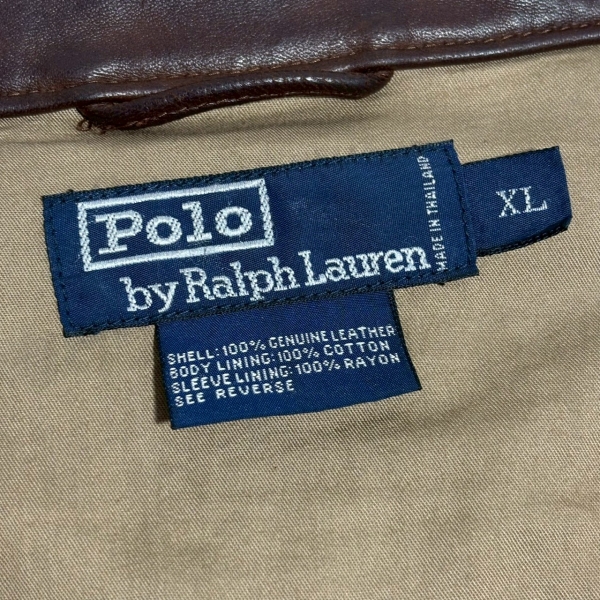 Polo
by Ralph Lauren
MADE IN THAILAND
XL
SHELL: 100% GENUINE LEATHER
BODY LINING: 100% COTTON
SLEEVE LINING: 100% RAYON
SEE REVERSE